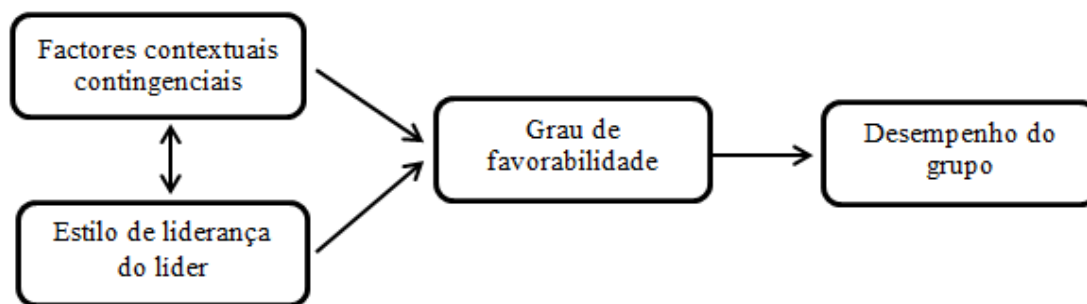 Factores contextuais
contingenciais
Estilo de liderança
do lider
Grau de
favorabilidade
Desempenho do
grupo